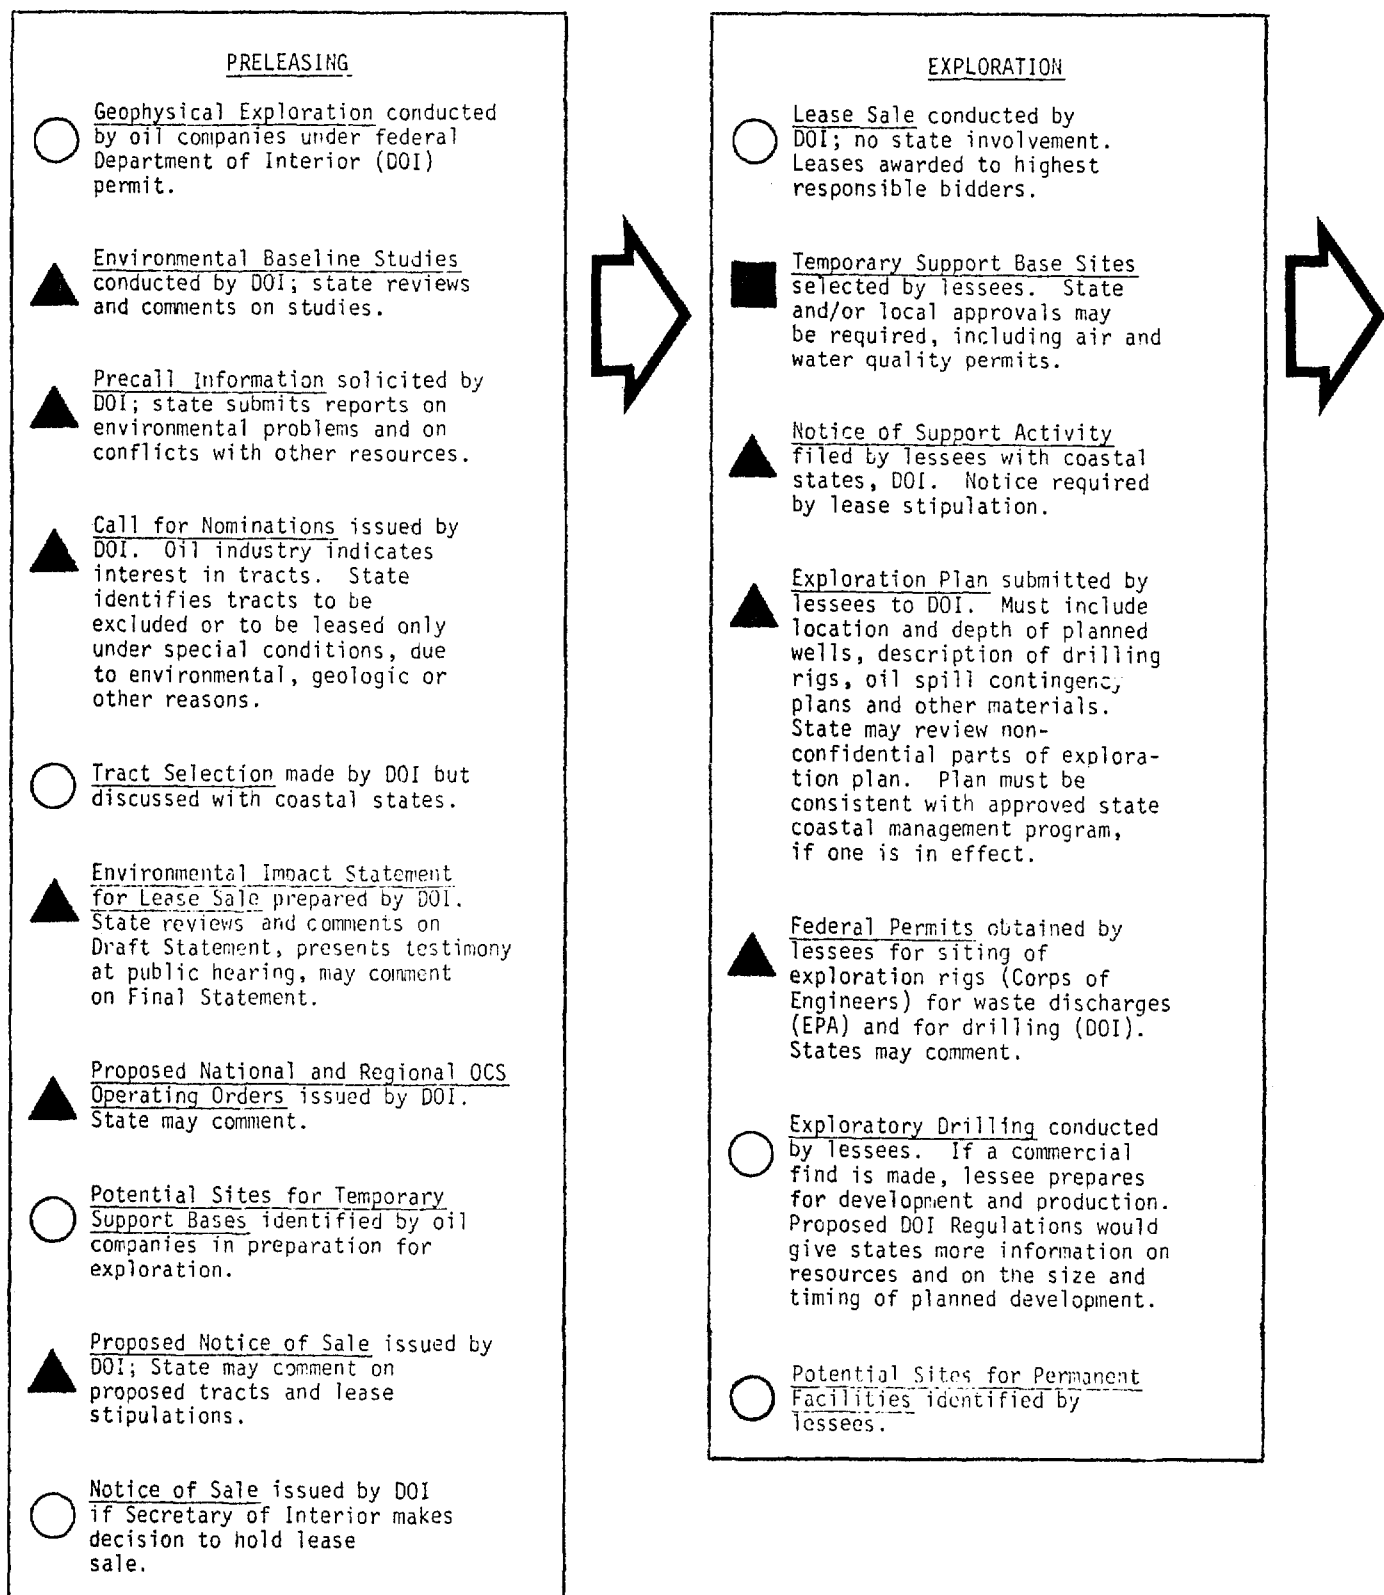 PRELEASING
Geophysical Exploration conducted
by oil companies under federal
Department of Interior (DOI)
permit.
Environmental Baseline Studies
conducted by DOI; state reviews
and comments on studies.
Precall Information solicited by
DOI; state submits reports on
environmental problems and on
conflicts with other resources.
Call for Nominations issued by
DOI. Oil industry indicates
interest in tracts. State
identifies tracts to be
excluded or to be leased only
under special conditions, due
to environmental, geologic or
other reasons.
Tract Selection made by DOI but
discussed with coastal states.
Environmental Impact Statement
for Lease Sale prepared by DOI.
State reviews and comments on
Draft Statement, presents testimony
at public hearing, may comment
on Final Statement.
Proposed National and Regional OCS
Operating Orders issued by DOI.
State may comment.
Potential Sites for Temporary
Support Bases identified by oil
companies in preparation for
exploration.
Proposed Notice of Sale issued by
DOI; State may comment on
proposed tracts and lease
stipulations.
Notice of Sale issued by DOI
if Secretary of Interior makes
decision to hold lease
sale.
EXPLORATION
Lease Sale conducted by
DOI; no state involvement.
Leases awarded to highest
responsible bidders.
Temporary Support Base Sites
selected by lessees. State
and/or local approvals may
be required, including air and
water quality permits.
Notice of Support Activity
filed by lessees with coastal
states, DOI. Notice required
by lease stipulation.
Exploration Plan submitted by
lessees to DOI. Must include
location and depth of planned
wells, description of drilling
rigs, oil spill contingency
plans and other materials.
State may review non-
confidential parts of explora-
tion plan. Plan must be
consistent with approved state
coastal management program,
if one is in effect.
Federal Permits obtained by
lessees for siting of
exploration rigs (Corps of
Engineers) for waste discharges
(EPA) and for drilling (DOI).
States may comment.
Exploratory Drilling conducted
by lessees. If a commercial
find is made, lessee prepares
for development and production.
Proposed DOI Regulations would
give states more information on
resources and on the size and
timing of planned development.
Potential Sites for Permanent
Facilities identified by
lessees.